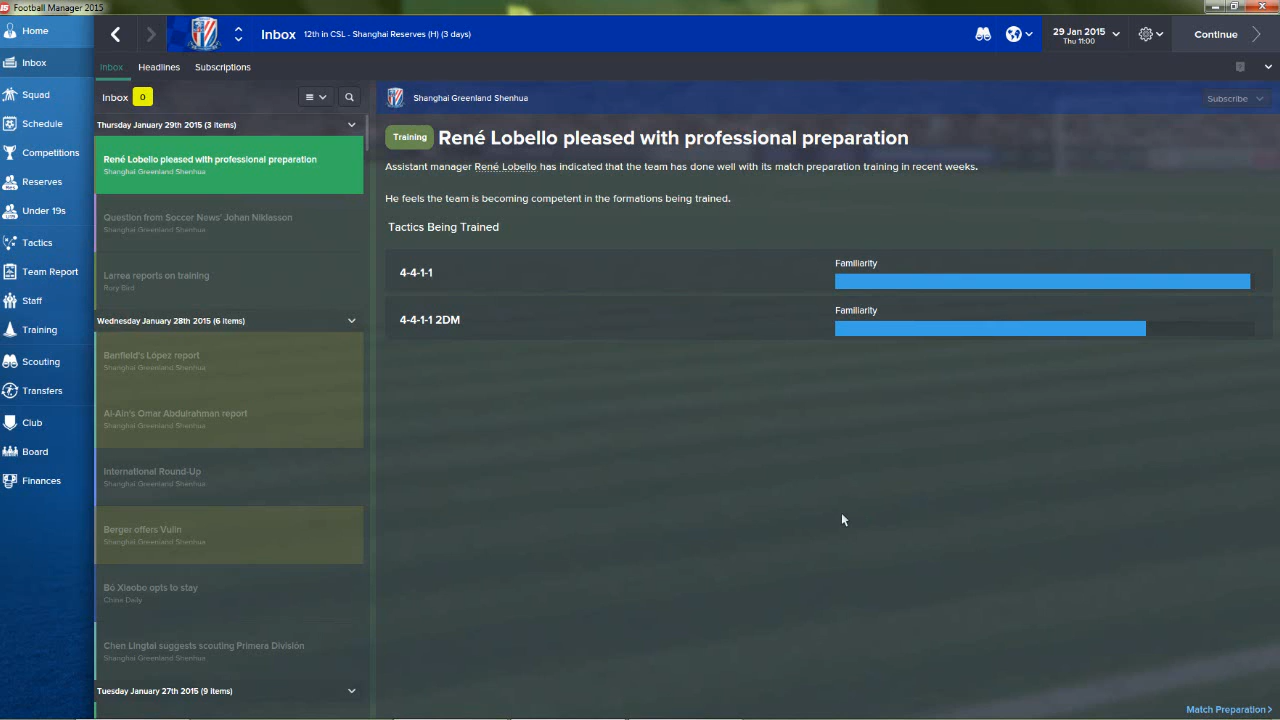 Football Manager 2015
Home
Inbox
Squad
Schedule
Competitions
Reserves
Under 19s
Tactics
Team Report
Staff
Training
Scouting
Transfers
Club
Board
Finances
Inbox 12th in CSL - Shanghai Reserves (H) (3 days)
29 Jan 2015
Thu 11:00
Continue
Inbox Headlines Subscriptions
Inbox 0
Thursday January 29th 2015 (3 Items)
René Lobello pleased with professional preparation
Shanghai Greenland Shenhua
Question from Soccer News' Johan Niklasson
Shanghai Greenland Shenhua
Larrea reports on training
Rory Bird
Wednesday January 28th 2015 (6 Items)
Banfield's López report
Shanghai Greenland Shenhua
Al-Ain's Omar Abdulrahman report
Shanghai Greenland Shenhua
International Round-Up
Shanghai Greenland Shenhua
Berger offers Vulin
Shanghai Greenland Shenhua
Bó Xiaobo opts to stay
China Daily
Chen Lingtai suggests scouting Primera División
Shanghai Greenland Shenhua
Tuesday January 27th 2015 (9 Items)
Shanghai Greenland Shenhua
Subscribe
Training René Lobello pleased with professional preparation
Assistant manager René Lobello has indicated that the team has done well with its match preparation training in recent weeks.
He feels the team is becoming competent in the formations being trained.
Tactics Being Trained
4-4-1-1
Familiarity
4-4-1-1 2DM
Familiarity
Match Preparation >